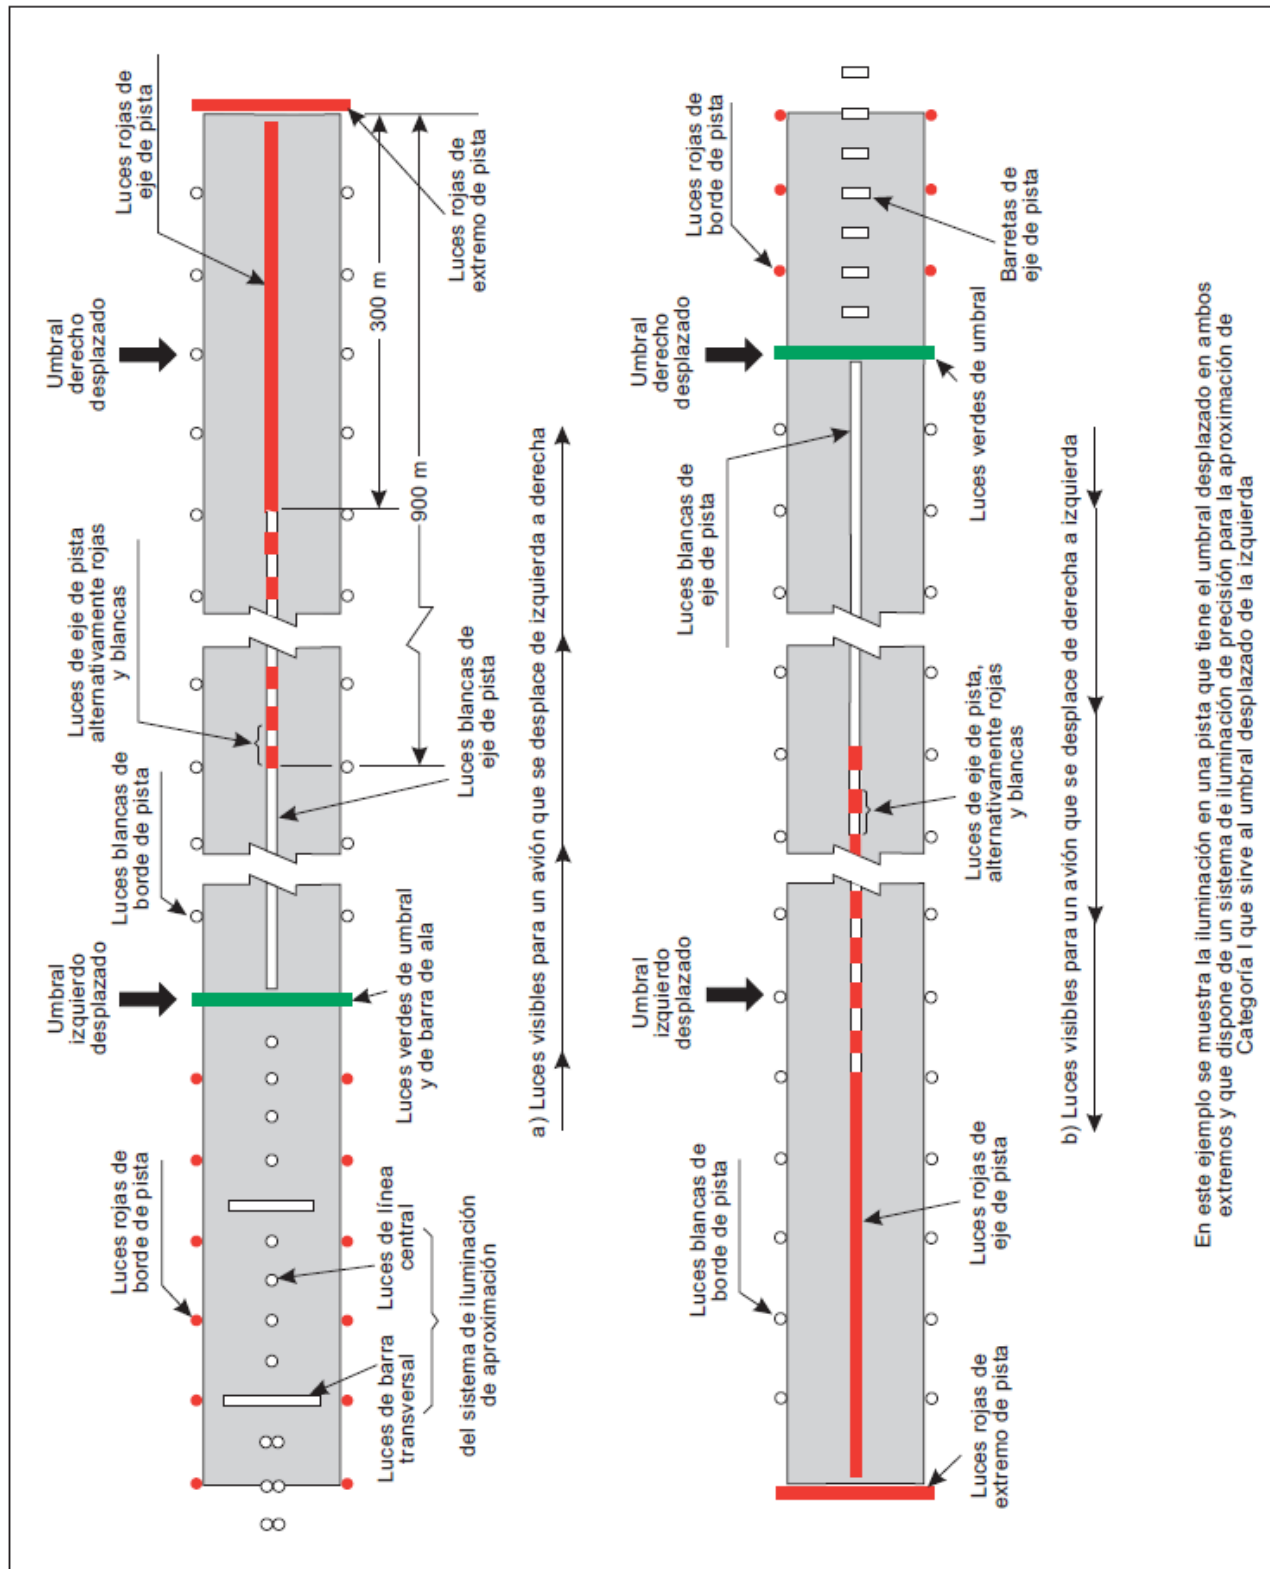 Umbral
izquierdo
desplazado
Luces blancas de
borde de pista
Luces de eje de pista
alternativamente rojas
y blancas
Umbral
derecho
desplazado
Luces rojas de
eje de pista
Luces rojas de
borde de pista
Luces de barra
transversal
Luces de línea
central
del sistema de iluminación
de aproximación
Luces verdes de umbral
y de barra de ala
Luces blancas de
eje de pista
900 m
300 m
Luces rojas de
extremo de pista
a) Luces visibles para un avión que se desplace de izquierda a derecha
Luces blancas de
borde de pista
Umbral
izquierdo
desplazado
Luces blancas de
eje de pista
Umbral
derecho
desplazado
Luces rojas de
borde de pista
Luces rojas de
extremo de pista
Luces rojas de
eje de pista
Luces de eje de pista,
alternativamente rojas
y blancas
Luces verdes de umbral
Barretas de
eje de pista
b) Luces visibles para un avión que se desplace de derecha a izquierda
En este ejemplo se muestra la iluminación en una pista que tiene el umbral desplazado en ambos
extremos y que dispone de un sistema de iluminación de precisión para la aproximación de
Categoría I que sirve al umbral desplazado de la izquierda